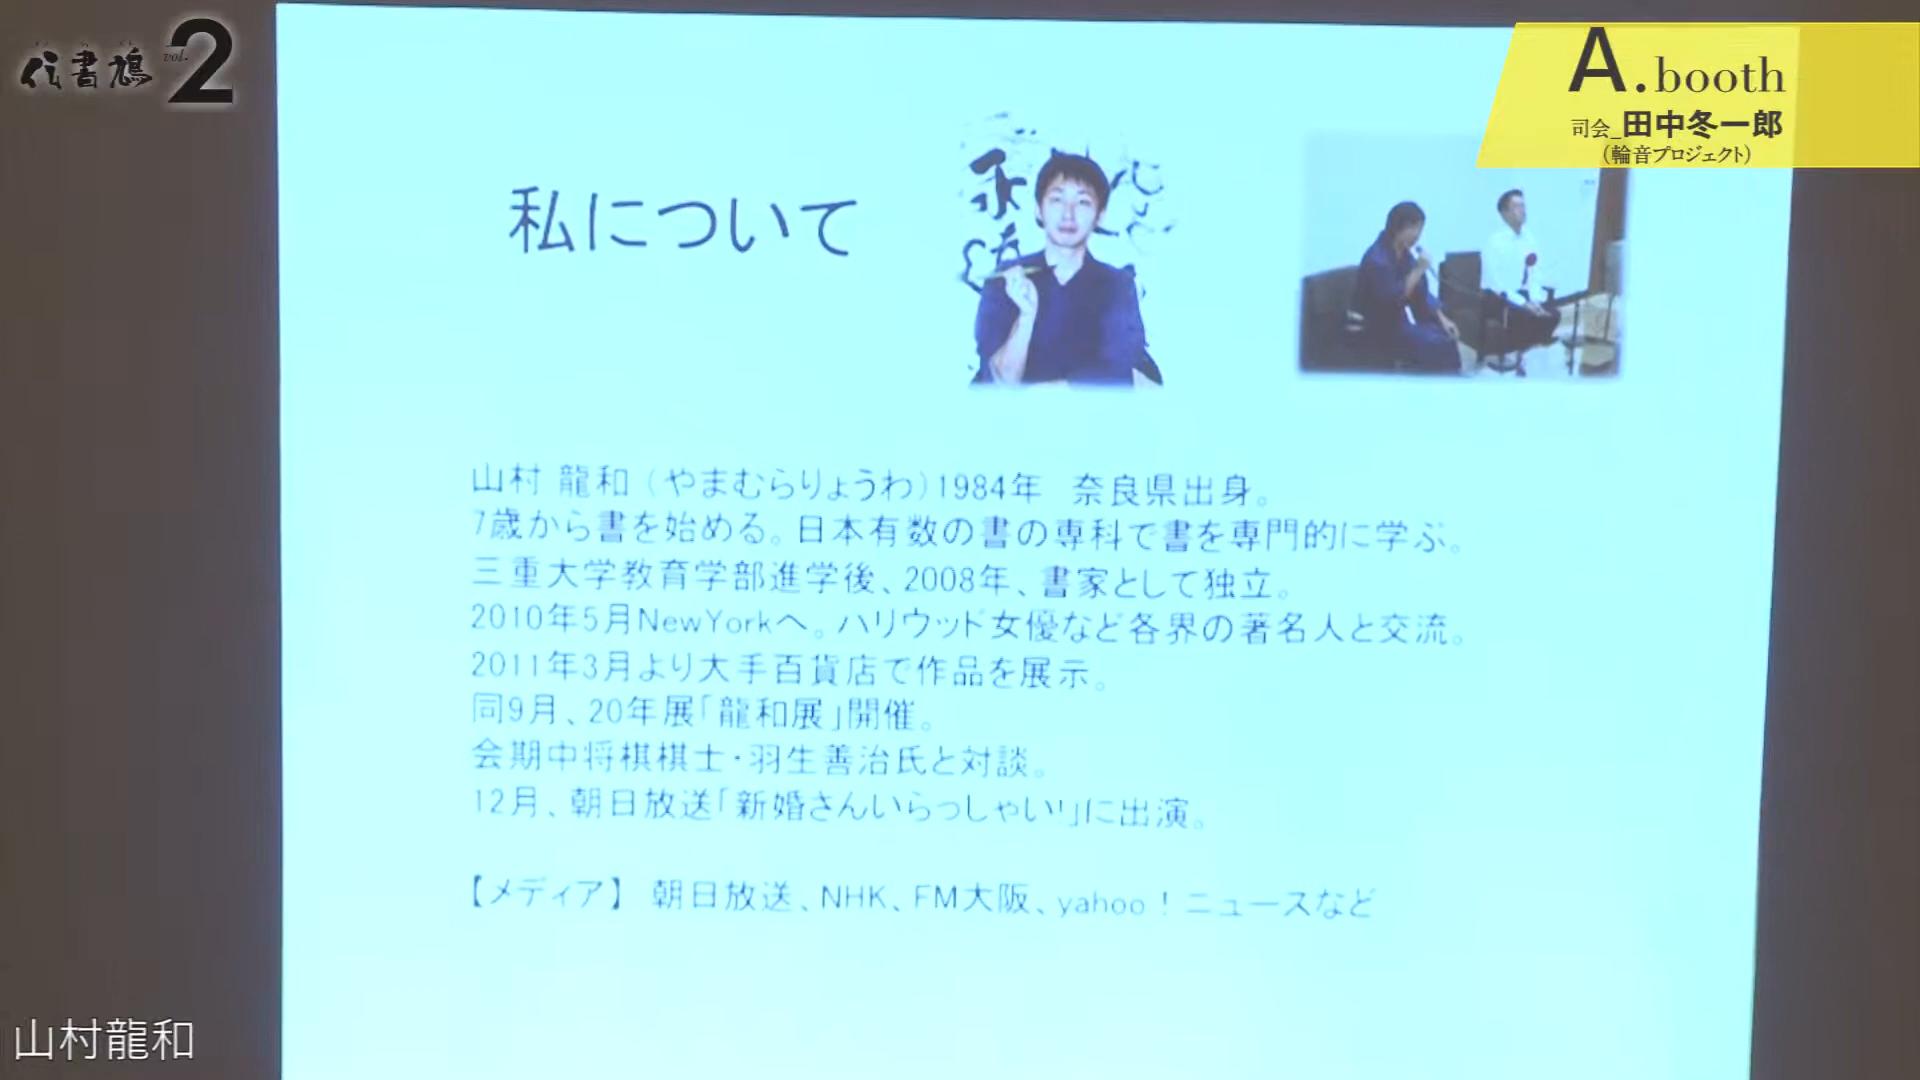 伝書鳩 vol. 2
A.booth
司会_田中冬一郎
（輪音プロジェクト）
私について
山村 龍和（やまむらりょうわ）1984年　奈良県出身。
7歳から書を始める。日本有数の書の専科で書を専門的に学ぶ。
三重大学教育学部進学後、2008年、書家として独立。
2010年5月NewYorkへ。ハリウッド女優など各界の著名人と交流。
2011年3月より大手百貨店で作品を展示。
同9月、20年展「龍和展」開催。
会期中将棋棋士・羽生善治氏と対談。
12月、朝日放送「新婚さんいらっしゃい!」に出演。
【メディア】　朝日放送、NHK、FM大阪、yahoo！ニュースなど
山村龍和